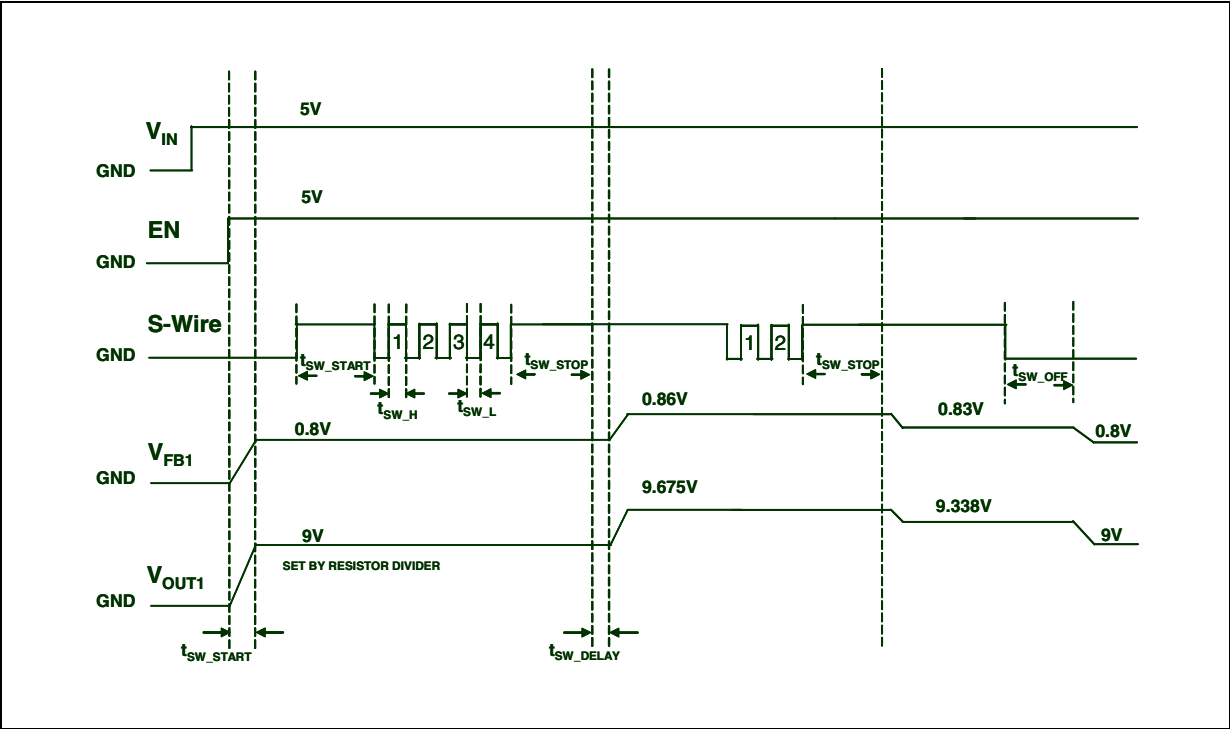 5V
VIN
GND
5V
EN
GND
S-Wire
GND
1 2 3 4
1 2
tSW_START
tSW_STOP
tSW_STOP
tSW_OFF
tSW_H
tSW_L
0.8V
0.86V
0.83V
0.8V
VFB1
GND
9.675V
9.338V
9V
9V
SET BY RESISTOR DIVIDER
VOUT1
GND
tSW_START
tSW_DELAY